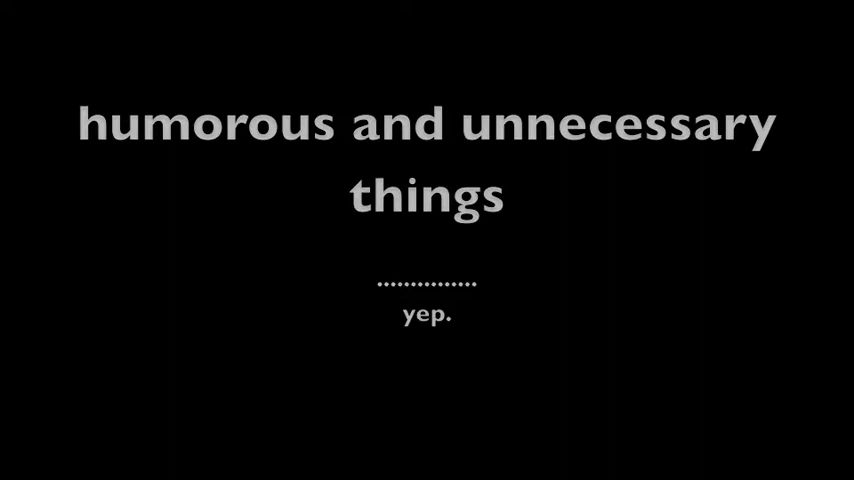 humorous and unnecessary
things
...............
yep.